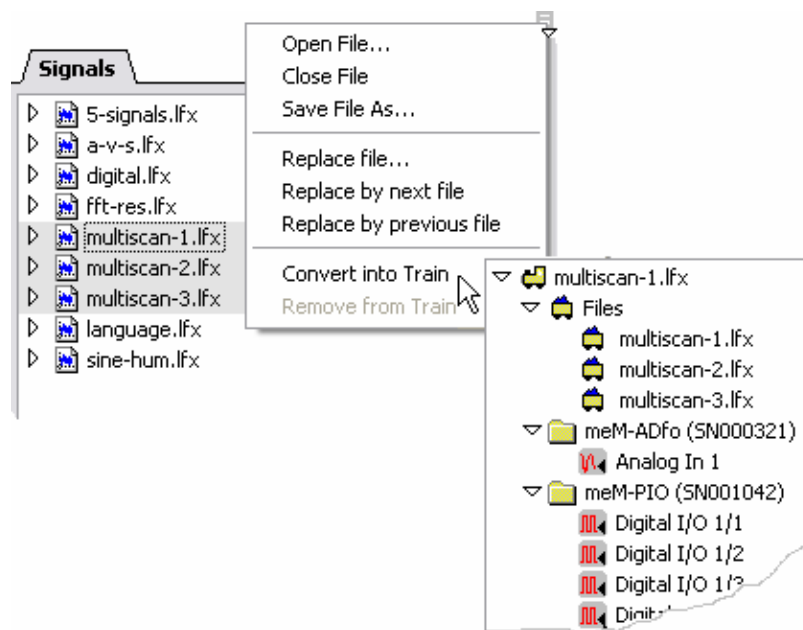 Signals
5-signals.lfx
a-v-s.lfx
digital.lfx
fft-res.lfx
multiscan-1.lfx
multiscan-2.lfx
multiscan-3.lfx
language.lfx
sine-hum.lfx
Open File...
Close File
Save File As...
Replace file...
Replace by next file
Replace by previous file
Convert into Train
Remove from Train
multiscan-1.lfx
Files
multiscan-1.lfx
multiscan-2.lfx
multiscan-3.lfx
meM-ADfo (SN000321)
Analog In 1
meM-PIO (SN001042)
Digital I/O 1/1
Digital I/O 1/2
Digital I/O 1/3